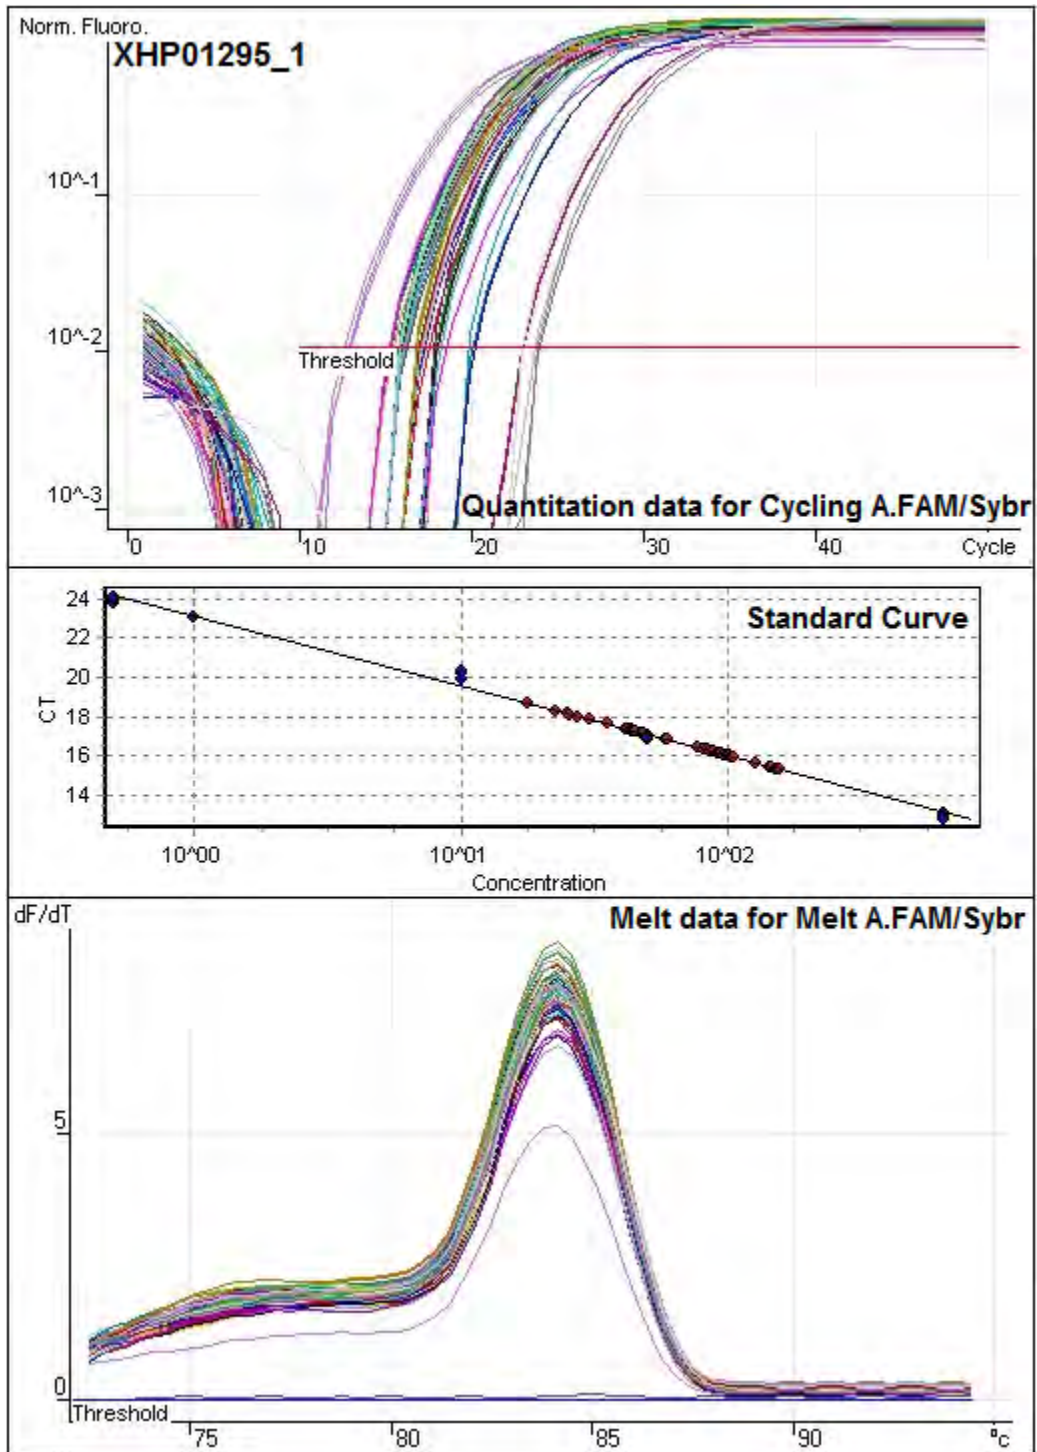 Norm. Fluoro.
XHP01295_1
10^-1
10^-2
Threshold
10^-3
Quantitation data for Cycling A.FAM/Sybr
0 10 20 30 40 Cycle
24
Standard Curve
22
20
CT
18
16
14
10^00 10^01 10^02
Concentration
dF/dT
Melt data for Melt A.FAM/Sybr
5
0
Threshold
75 80 85 90 °c